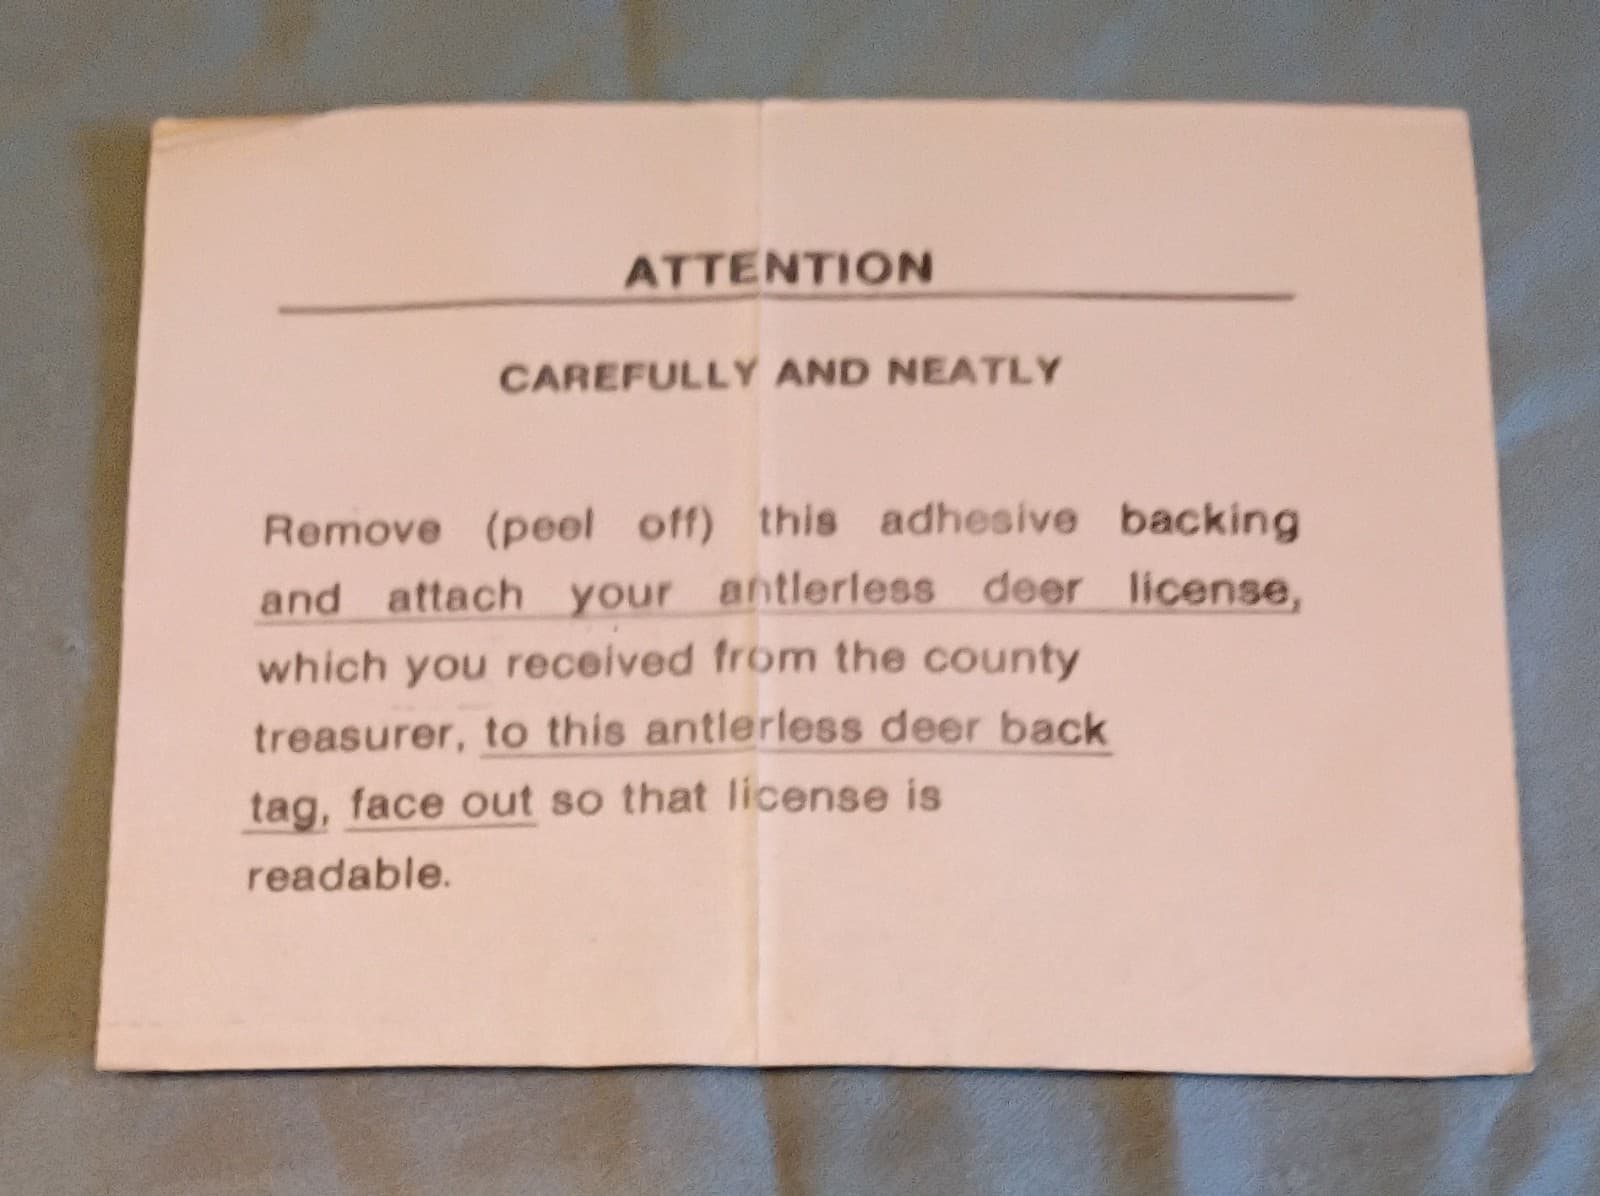 ATTENTION
CAREFULLY AND NEATLY
Remove (peel off) this adhesive backing
and attach your antlerless deer license,
which you received from the county
treasurer, to this antlerless deer back
tag, face out so that license is
readable.